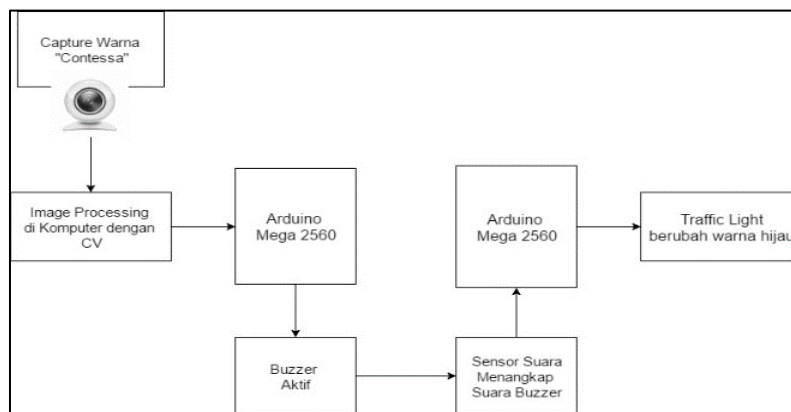 Capture Warna
"Contessa"
Image Processing
di Komputer dengan
CV
Arduino
Mega 2560
Buzzer
Aktif
Sensor Suara
Menangkap
Suara Buzzer
Arduino
Mega 2560
Traffic Light
berubah warna hijau